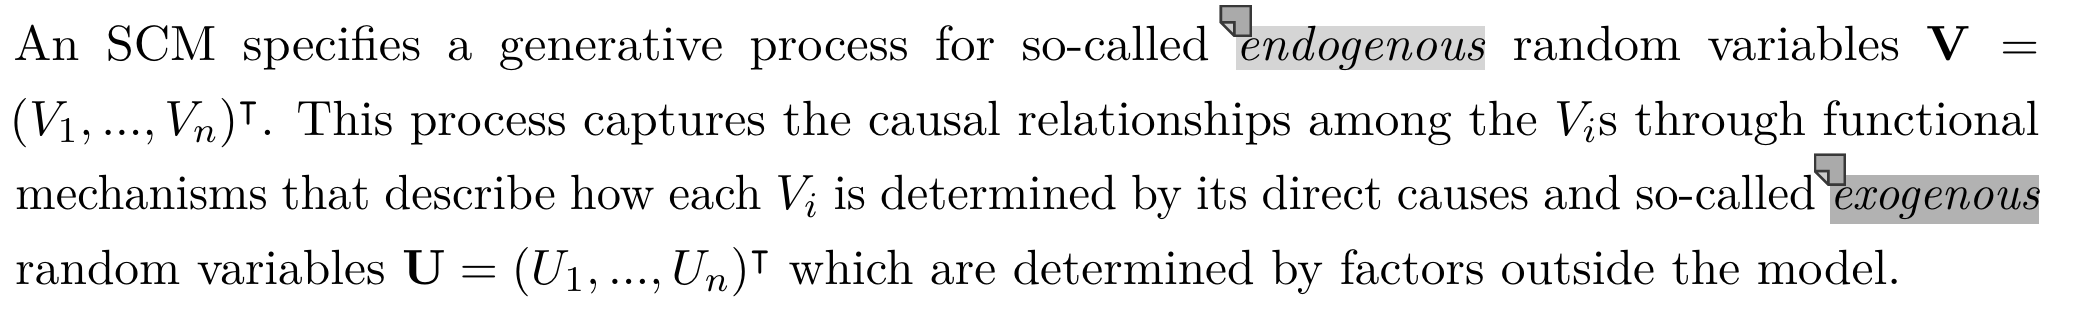 An SCM specifies a generative process for so-called endogenous random variables V =
(V₁, ..., Vₙ)ᵀ. This process captures the causal relationships among the Vᵢs through functional
mechanisms that describe how each Vᵢ is determined by its direct causes and so-called exogenous
random variables U = (U₁, ..., Uₙ)ᵀ which are determined by factors outside the model.